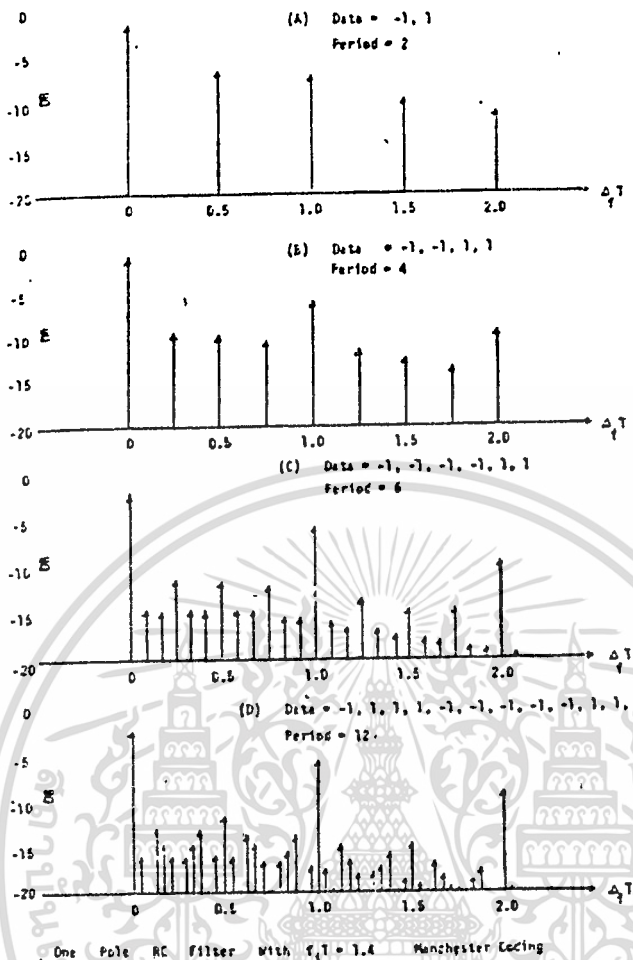 (A) Data = -1, 1
Period = 2
0
-5
DB
-10
-15
-20
0 0.5 1.0 1.5 2.0 Δ T
(B) Data = -1, -1, 1, 1
Period = 4
0
-5
DB
-10
-15
-20
0 0.5 1.0 1.5 2.0 Δ T
(C) Data = -1, -1, -1, -1, 1, 1
Period = 6
0
-5
DB
-10
-15
-20
0 0.5 1.0 1.5 2.0 Δ T
(D) Data = -1, 1, 1, 1, -1, -1, -1, -1, -1, 1, 1,
Period = 12
0
-5
DB
-10
-15
-20
0 0.5 1.0 1.5 2.0 Δ T
One Pole RC Filter With T = 1.4 Manchester Coding